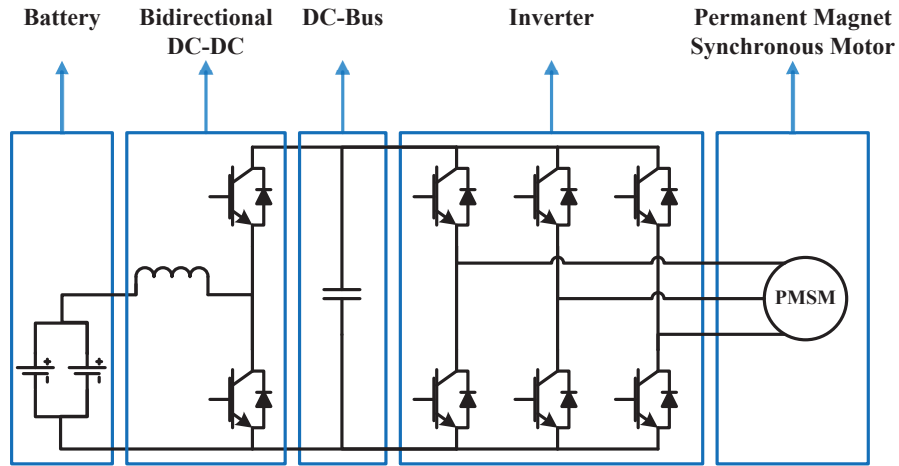 Battery
Bidirectional
DC-DC
DC-Bus
Inverter
Permanent Magnet
Synchronous Motor
+
+
PMSM